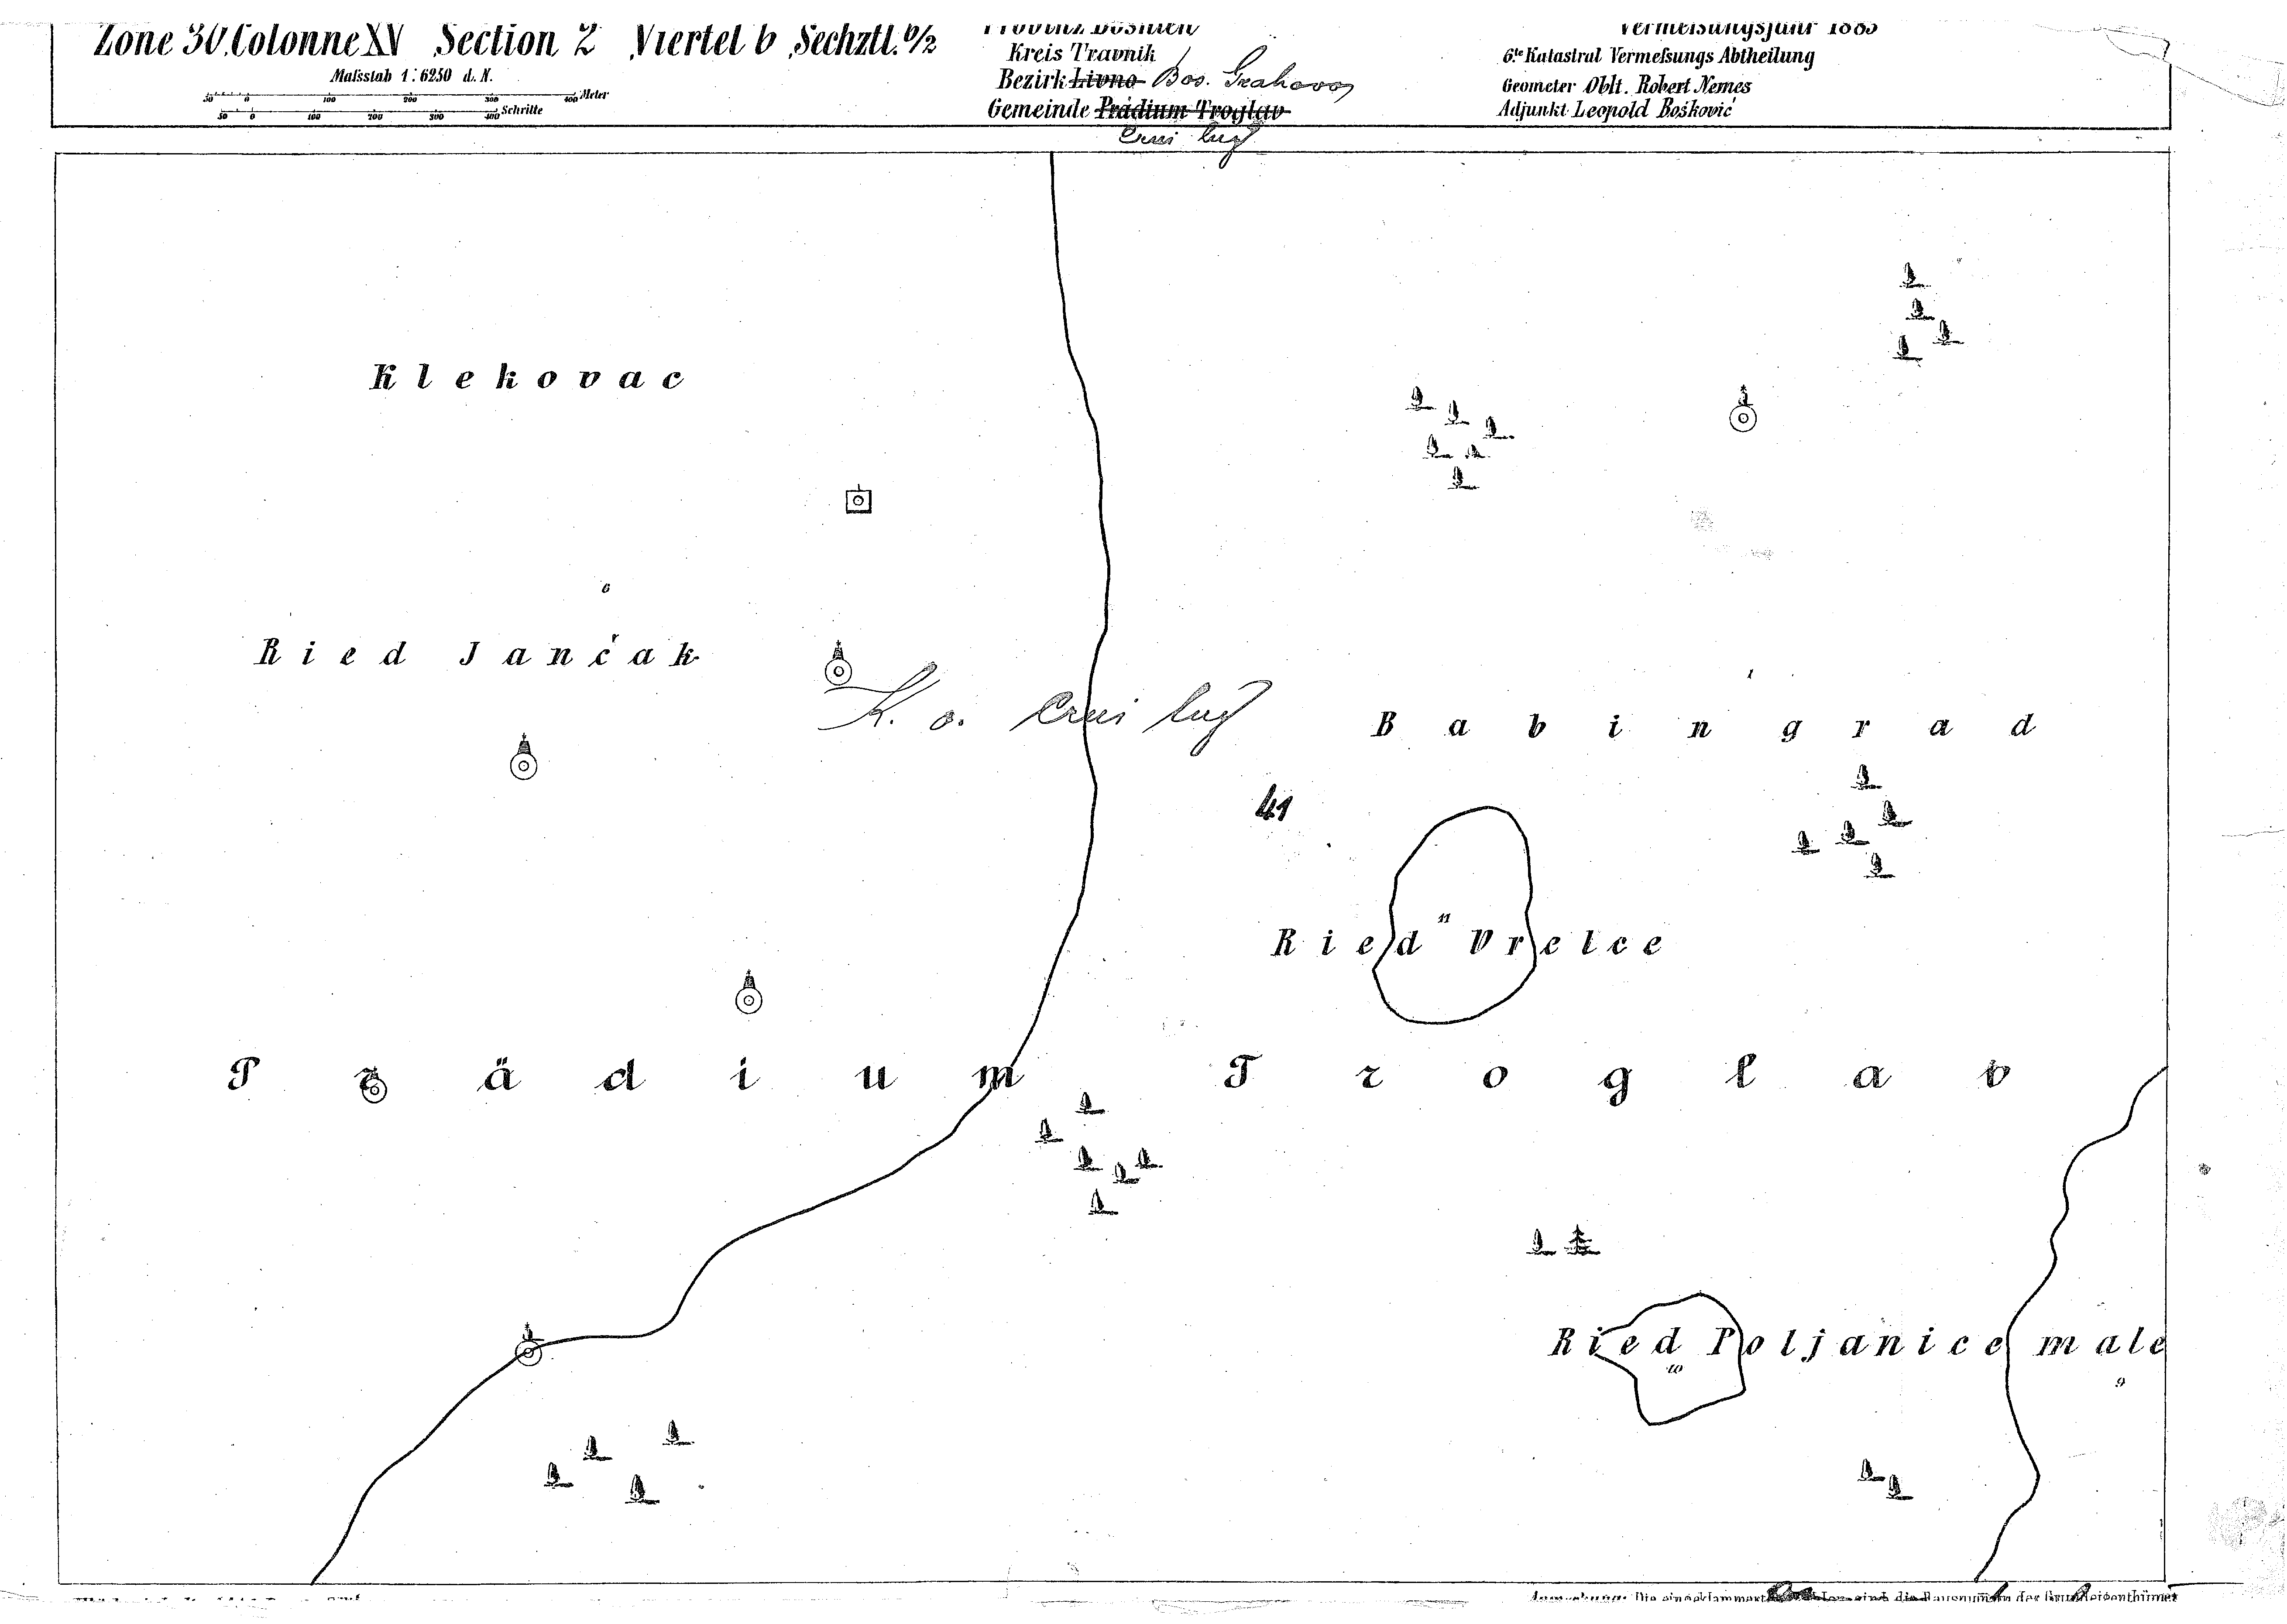 Zone 30. Colonne XV Section 2 Viertel b Sechztl. b/2
Maſsstab 1 : 6250 d. N.
50 0 100 200 300 400 Meter
50 0 100 200 300 400 Schritte
Provinz Bosnien
Kreis Travnik
Bezirk Livno Bos. Grahovo
Gemeinde Prädium Troglav
Crni lug
Vermeſsungsjahr 1885
6.te Katastral Vermeſsungs Abtheilung
Geometer Oblt. Robert Nemes
Adjunkt Leopold Bošković
Klekovac
6
Ried Jančak
K. o. Crni lug
1
Babingrad
41
11
Ried Vrelce
Prädium Troglav
Ried Poljanice male
10
9
Anmerkung: Die eingeklammerten sind die Hausnummern der Grundeigenthümer